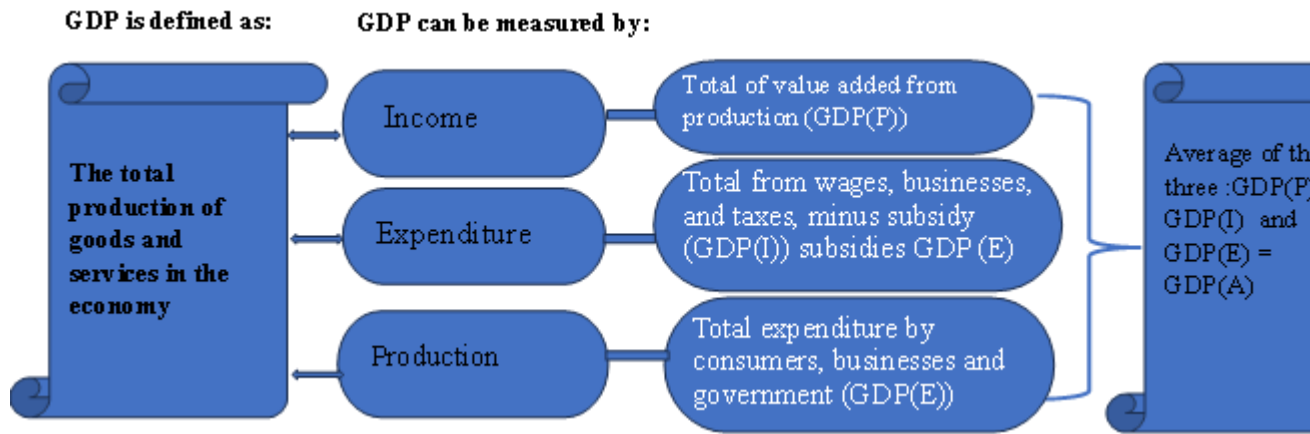 GDP is defined as:
GDP can be measured by:
The total
production of
goods and
services in the
economy
Income
Total of value added from
production (GDP(P))
Expenditure
Total from wages, businesses,
and taxes, minus subsidy
(GDP(I)) subsidies GDP (E)
Production
Total expenditure by
consumers, businesses and
government (GDP(E))
Average of
three :GDP(P)
GDP(I) and
GDP(E) =
GDP(A)